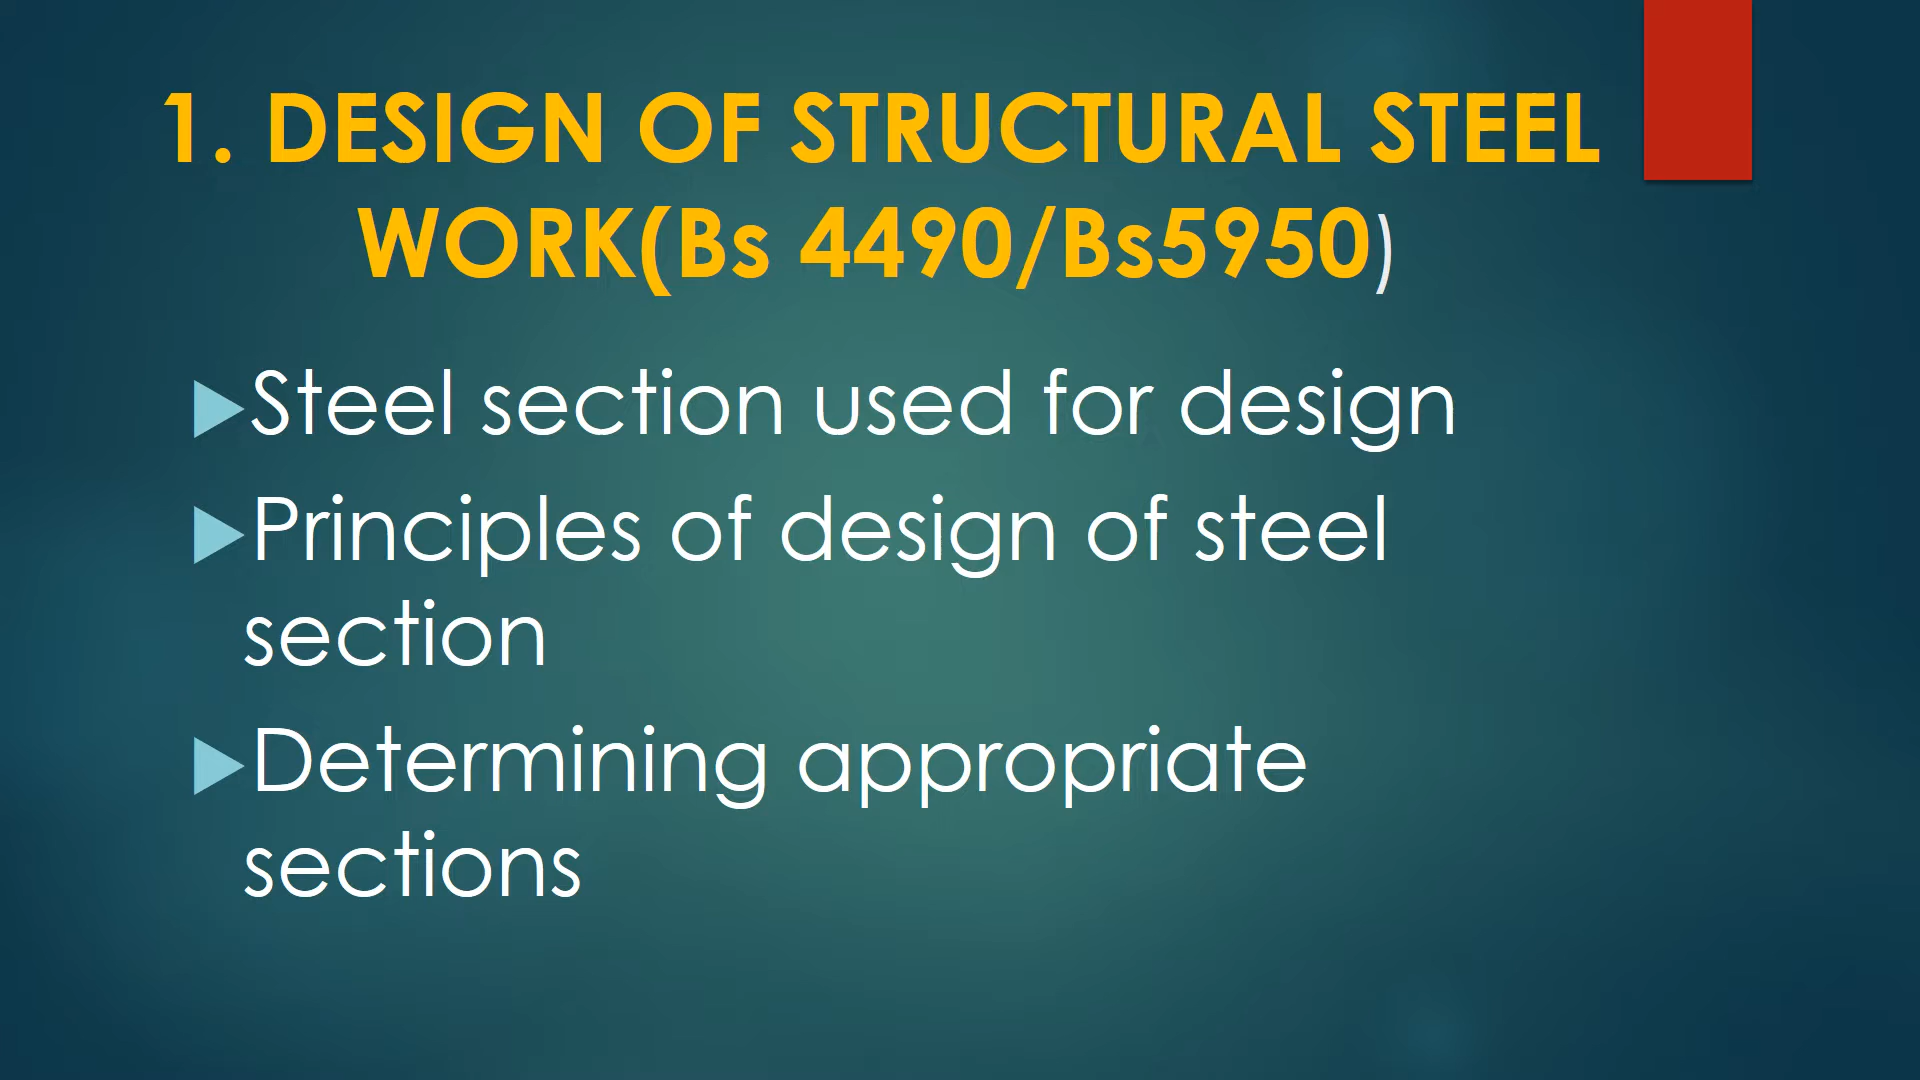 1. DESIGN OF STRUCTURAL STEEL
WORK(Bs 4490/Bs5950)
Steel section used for design
Principles of design of steel
section
Determining appropriate
sections